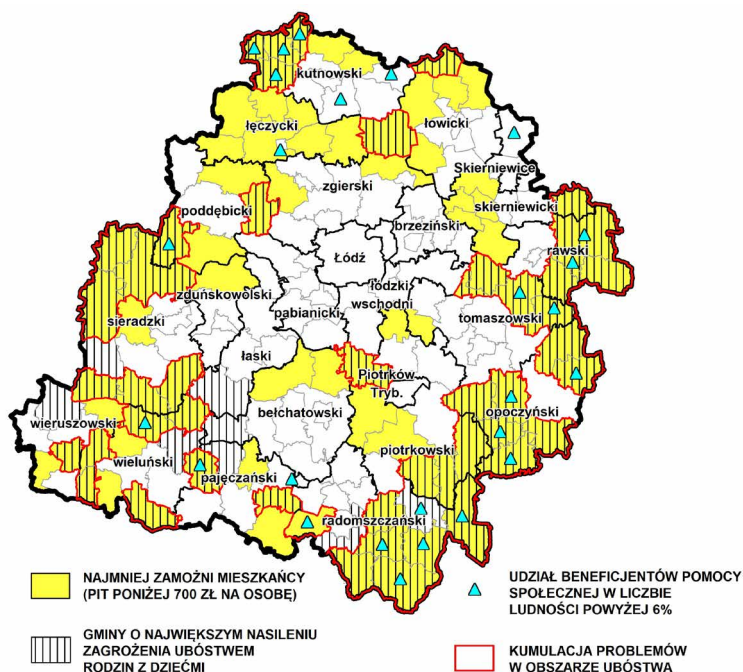 kutnowski
łęczycki
łowicki
Skierniewice
zgierski
skierniewicki
poddębicki
brzeziński
rawski
Łódź
łódzki
wschodni
zduńskowolski
pabianicki
tomaszowski
sieradzki
łaski
Piotrków
Tryb.
bełchatowski
opoczyński
wieruszowski
piotrkowski
wieluński
pajęczański
radomszczański
NAJMNIEJ ZAMOŻNI MIESZKAŃCY
(PIT PONIŻEJ 700 ZŁ NA OSOBĘ)
GMINY O NAJWIĘKSZYM NASILENIU
ZAGROŻENIA UBÓSTWEM
RODZIN Z DZIEĆMI
UDZIAŁ BENEFICJENTÓW POMOCY
SPOŁECZNEJ W LICZBIE
LUDNOŚCI POWYŻEJ 6%
KUMULACJA PROBLEMÓW
W OBSZARZE UBÓSTWA